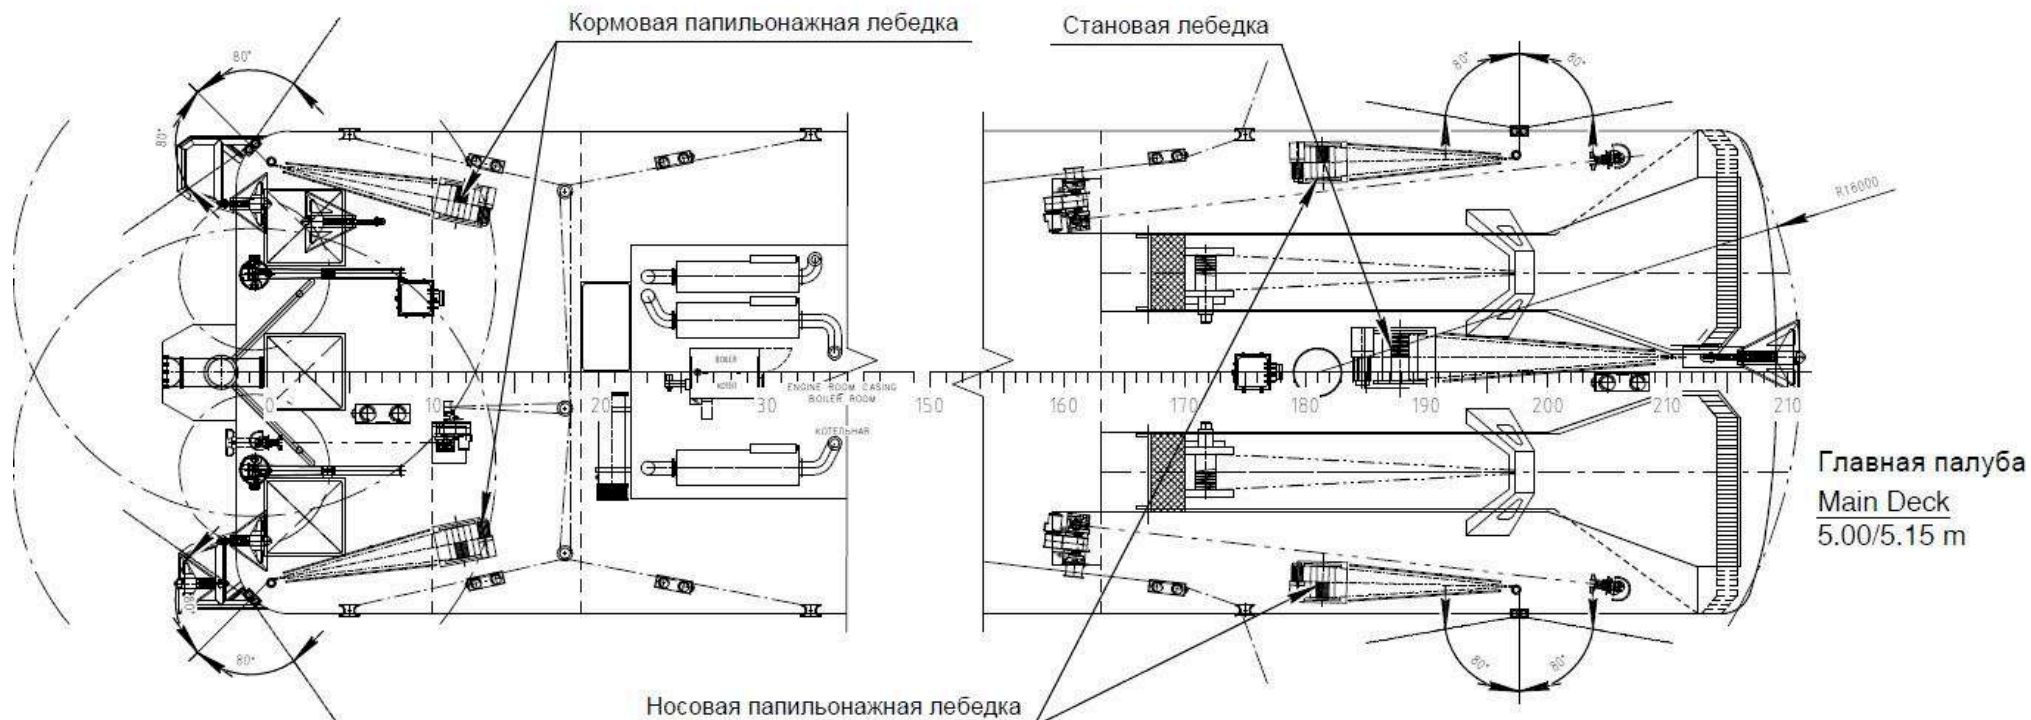 Кормовая папильонажная лебедка
Становая лебедка
80°
80°
80°
80°
R16000
BOILER
КОТЕЛ
ENGINE ROOM CASING
BOILER ROOM
0
10
20
30
150
160
170
180
190
200
210
210
КОТЕЛЬНАЯ
Главная палуба
Main Deck
5.00/5.15 m
80°
80°
80°
Носовая папильонажная лебедка